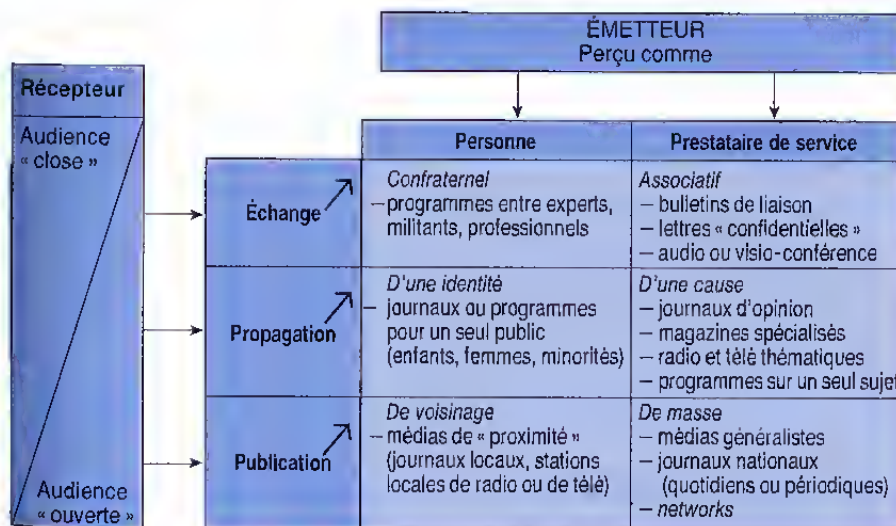 ÉMETTEUR
Perçu comme
Récepteur
Audience
« close »
Personne
Prestataire de service
Échange
Confraternel
– programmes entre experts,
militants, professionnels
Associatif
– bulletins de liaison
– lettres « confidentielles »
– audio ou visio-conférence
Propagation
D'une identité
– journaux ou programmes
pour un seul public
(enfants, femmes, minorités)
D'une cause
– journaux d'opinion
– magazines spécialisés
– radio et télé thématiques
– programmes sur un seul sujet
Publication
De voisinage
– médias de « proximité »
(journaux locaux, stations
locales de radio ou de télé)
De masse
– médias généralistes
– journaux nationaux
(quotidiens ou périodiques)
– networks
Audience
« ouverte »